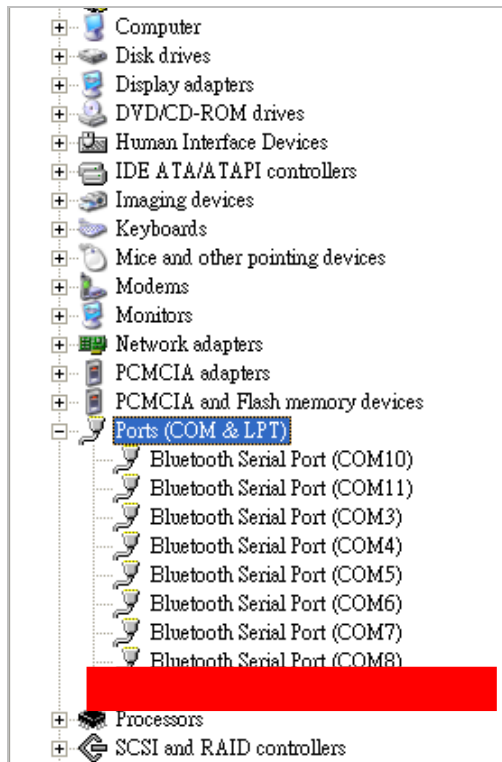 Computer
Disk drives
Display adapters
DVD/CD-ROM drives
Human Interface Devices
IDE ATA/ATAPI controllers
Imaging devices
Keyboards
Mice and other pointing devices
Modems
Monitors
Network adapters
PCMCIA adapters
PCMCIA and Flash memory devices
Ports (COM & LPT)
Bluetooth Serial Port (COM10)
Bluetooth Serial Port (COM11)
Bluetooth Serial Port (COM3)
Bluetooth Serial Port (COM4)
Bluetooth Serial Port (COM5)
Bluetooth Serial Port (COM6)
Bluetooth Serial Port (COM7)
Bluetooth Serial Port (COM8)
Processors
SCSI and RAID controllers